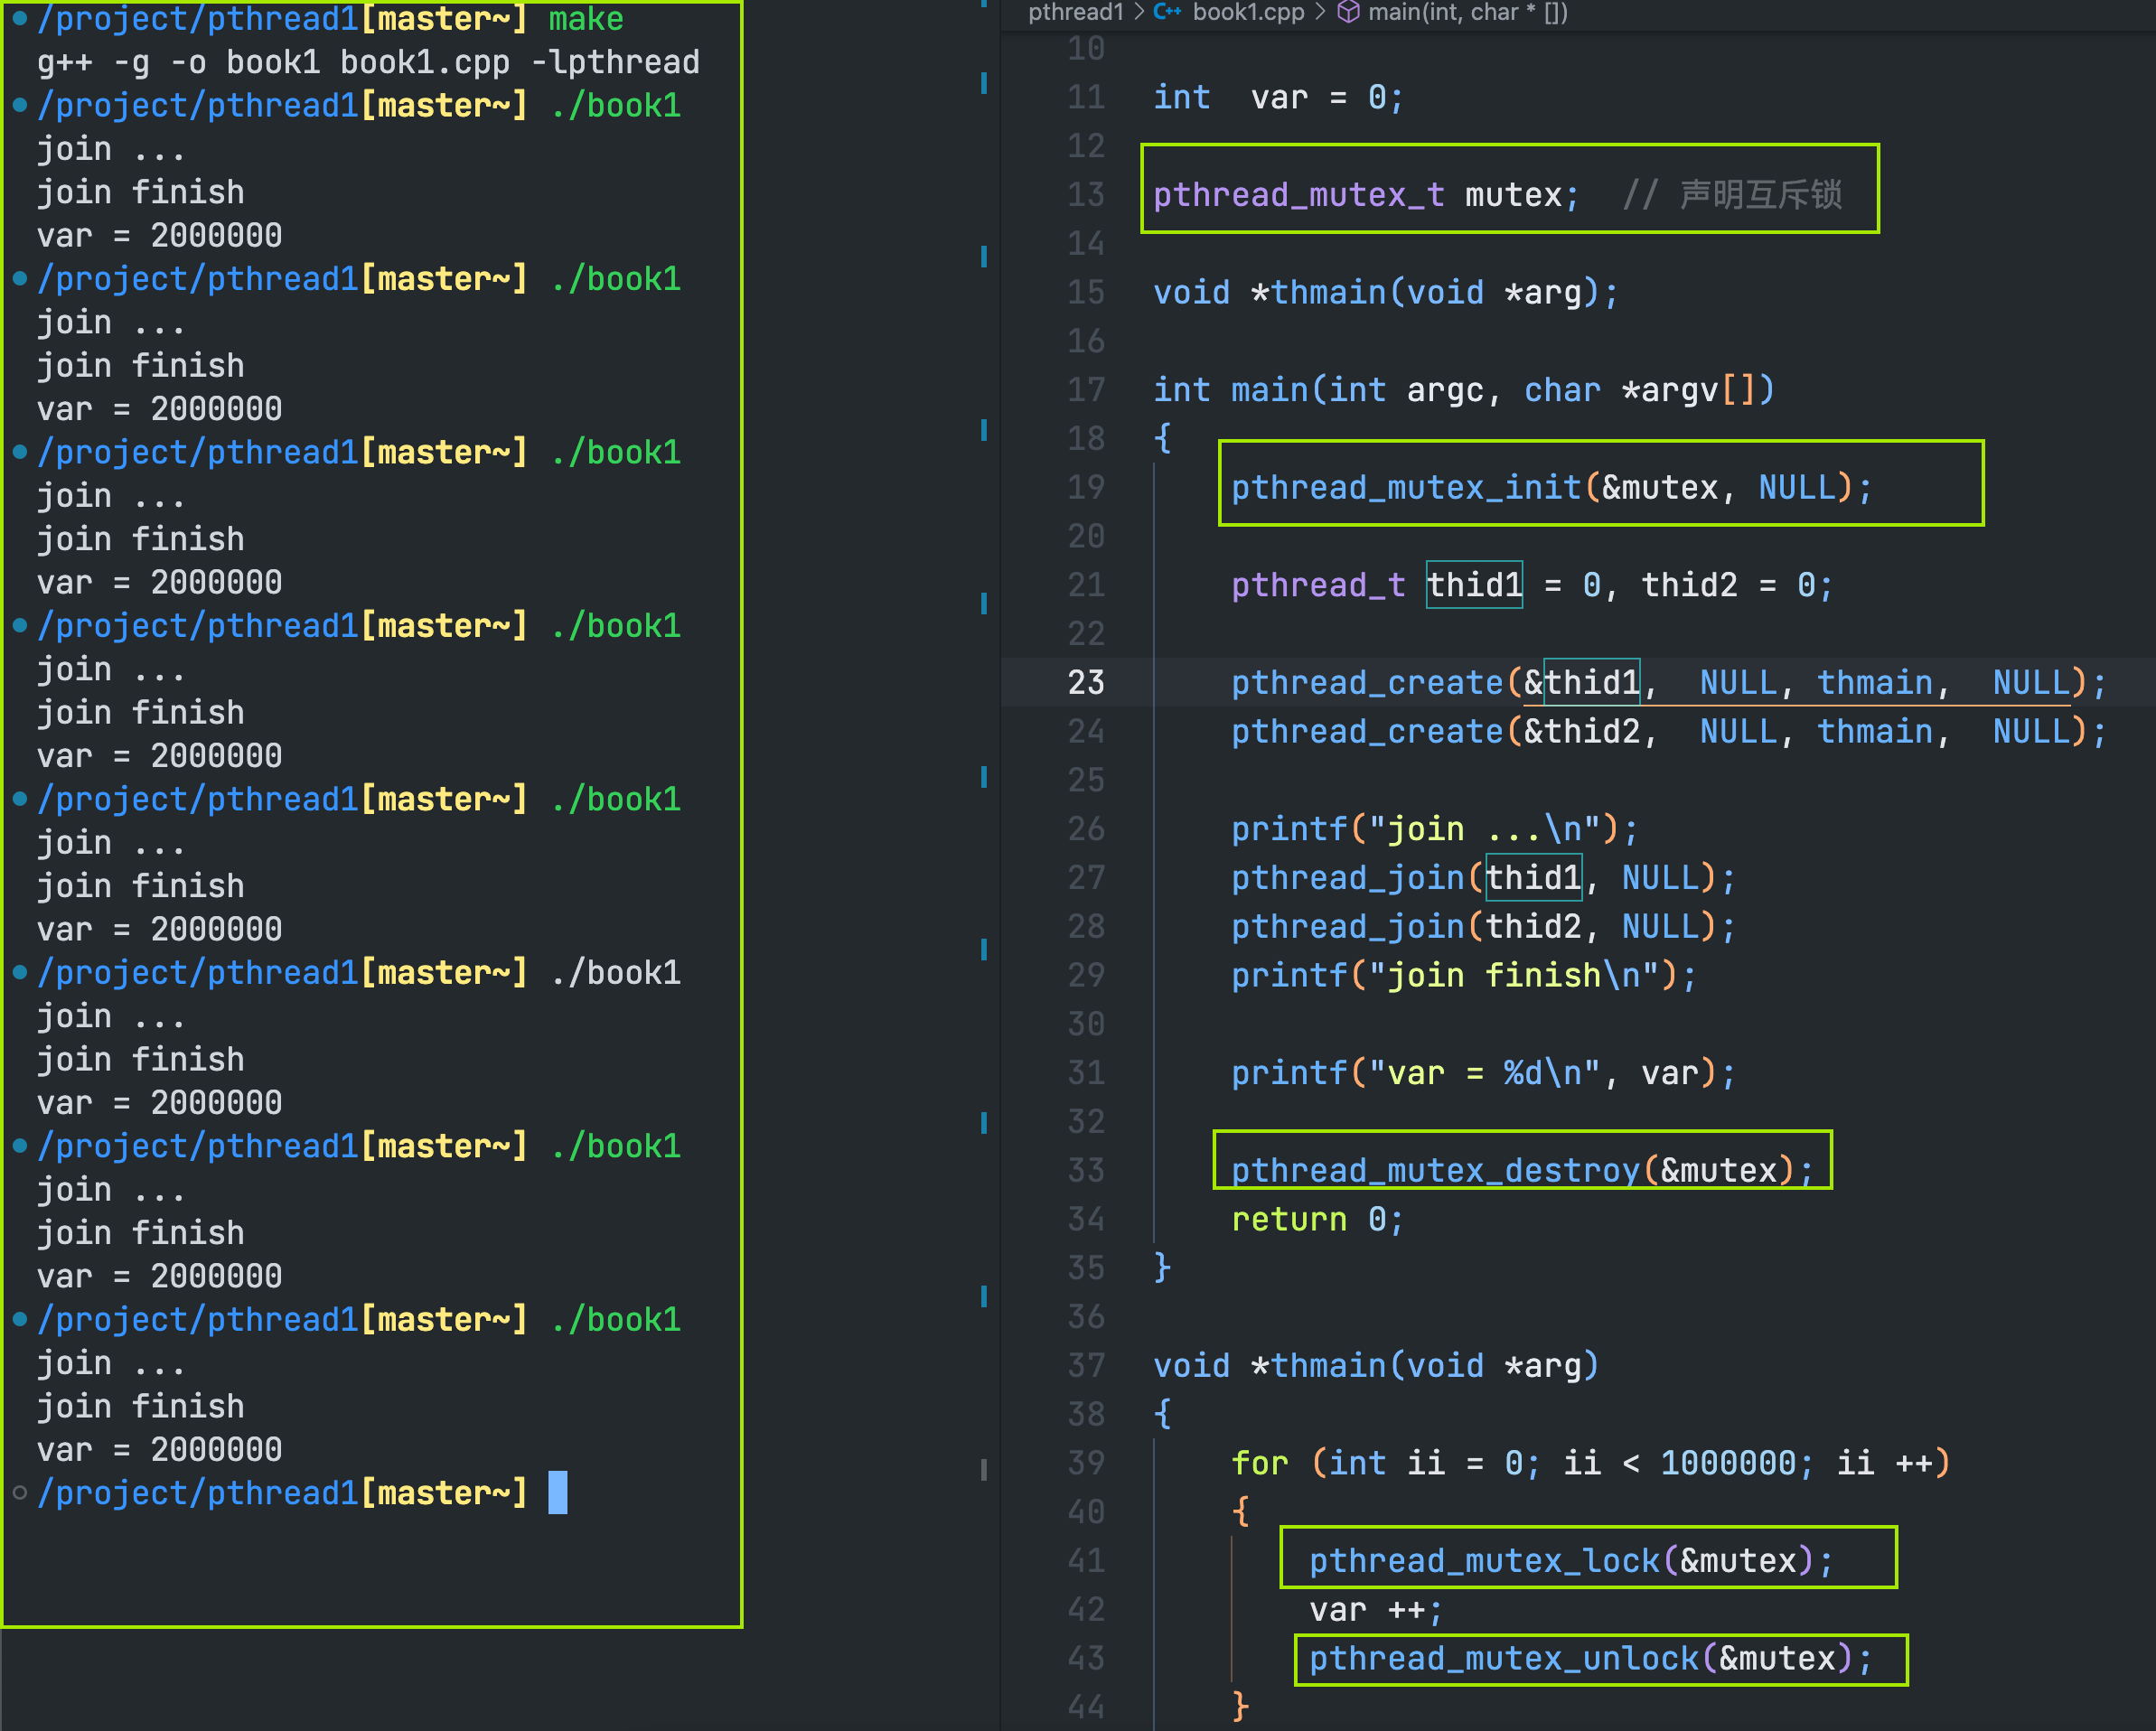 /project/pthread1[master~] make
g++ -g -o book1 book1.cpp -lpthread
/project/pthread1[master~] ./book1
join ...
join finish
var = 2000000
/project/pthread1[master~] ./book1
join ...
join finish
var = 2000000
/project/pthread1[master~] ./book1
join ...
join finish
var = 2000000
/project/pthread1[master~] ./book1
join ...
join finish
var = 2000000
/project/pthread1[master~] ./book1
join ...
join finish
var = 2000000
/project/pthread1[master~] ./book1
join ...
join finish
var = 2000000
/project/pthread1[master~] ./book1
join ...
join finish
var = 2000000
/project/pthread1[master~] ./book1
join ...
join finish
var = 2000000
/project/pthread1[master~]
pthread1 > C++ book1.cpp > main(int, char * [])
10
11 int  var = 0;
12
13 pthread_mutex_t mutex;  // 声明互斥锁
14
15 void *thmain(void *arg);
16
17 int main(int argc, char *argv[])
18 {
19     pthread_mutex_init(&mutex, NULL);
20
21     pthread_t thid1 = 0, thid2 = 0;
22
23     pthread_create(&thid1,  NULL, thmain,  NULL);
24     pthread_create(&thid2,  NULL, thmain,  NULL);
25
26     printf("join ...\n");
27     pthread_join(thid1, NULL);
28     pthread_join(thid2, NULL);
29     printf("join finish\n");
30
31     printf("var = %d\n", var);
32
33     pthread_mutex_destroy(&mutex);
34     return 0;
35 }
36
37 void *thmain(void *arg)
38 {
39     for (int ii = 0; ii < 1000000; ii ++)
40     {
41         pthread_mutex_lock(&mutex);
42         var ++;
43         pthread_mutex_unlock(&mutex);
44     }